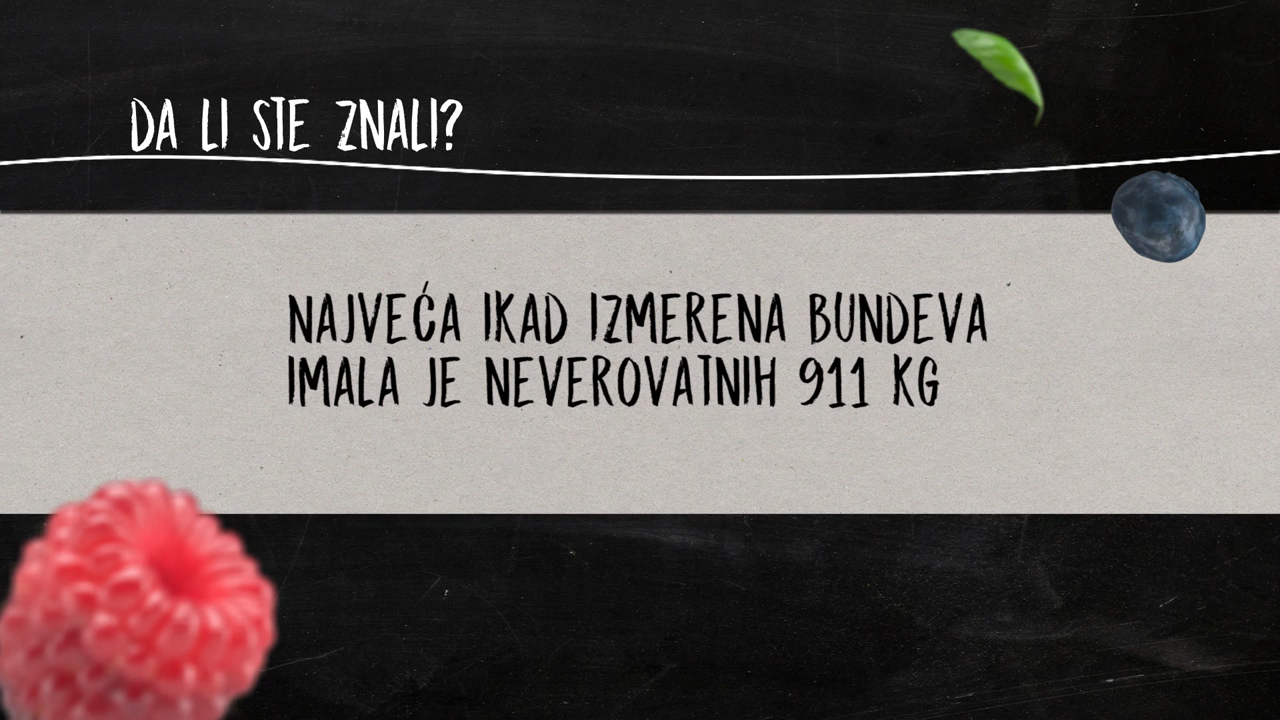 DA LI STE ZNALI?
NAJVEĆA IKAD IZMERENA BUNDEVA
IMALA JE NEVEROVATNIH 911 KG